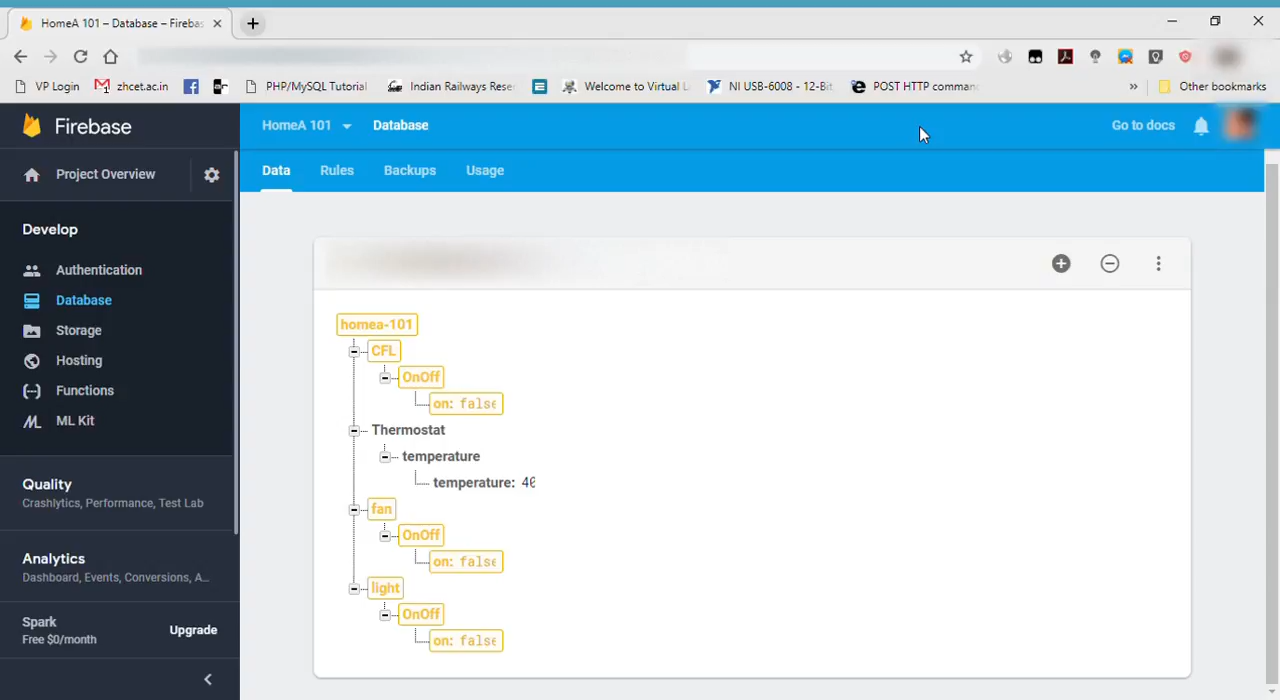 HomeA 101 – Database – Fireba
VP Login
zhcet.ac.in
PHP/MySQL Tutorial
Indian Railways Rese
Welcome to Virtual L
NI USB-6008 - 12-Bit
POST HTTP comman
»
Other bookmarks
Firebase
HomeA 101
Database
Go to docs
Project Overview
Data
Rules
Backups
Usage
Develop
Authentication
Database
Storage
Hosting
Functions
ML Kit
Quality
Crashlytics, Performance, Test Lab
Analytics
Dashboard, Events, Conversions, A...
Spark
Free $0/month
Upgrade
homea-101
CFL
OnOff
on: false
Thermostat
temperature
temperature: 40
fan
OnOff
on: false
light
OnOff
on: false